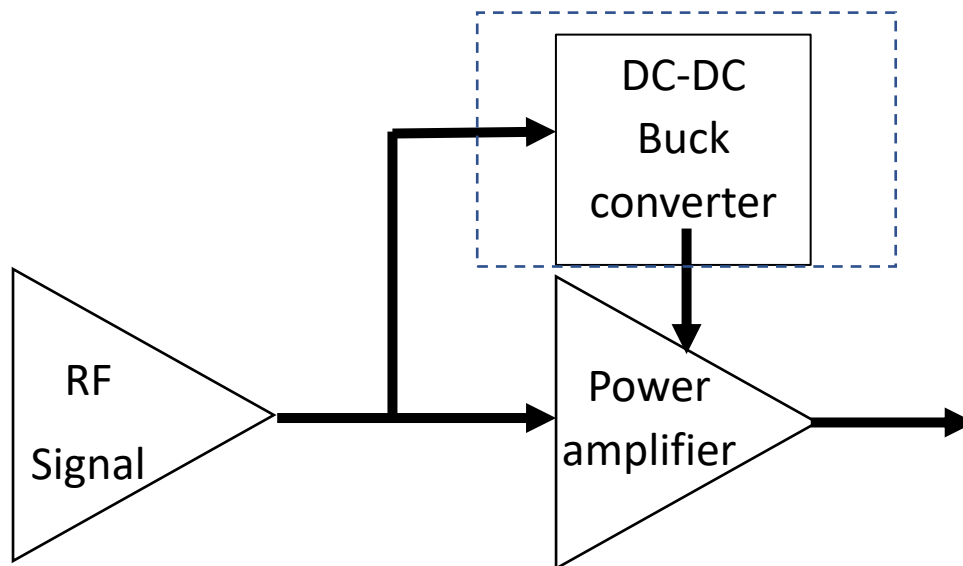 DC-DC
Buck
converter
RF
Signal
Power
amplifier